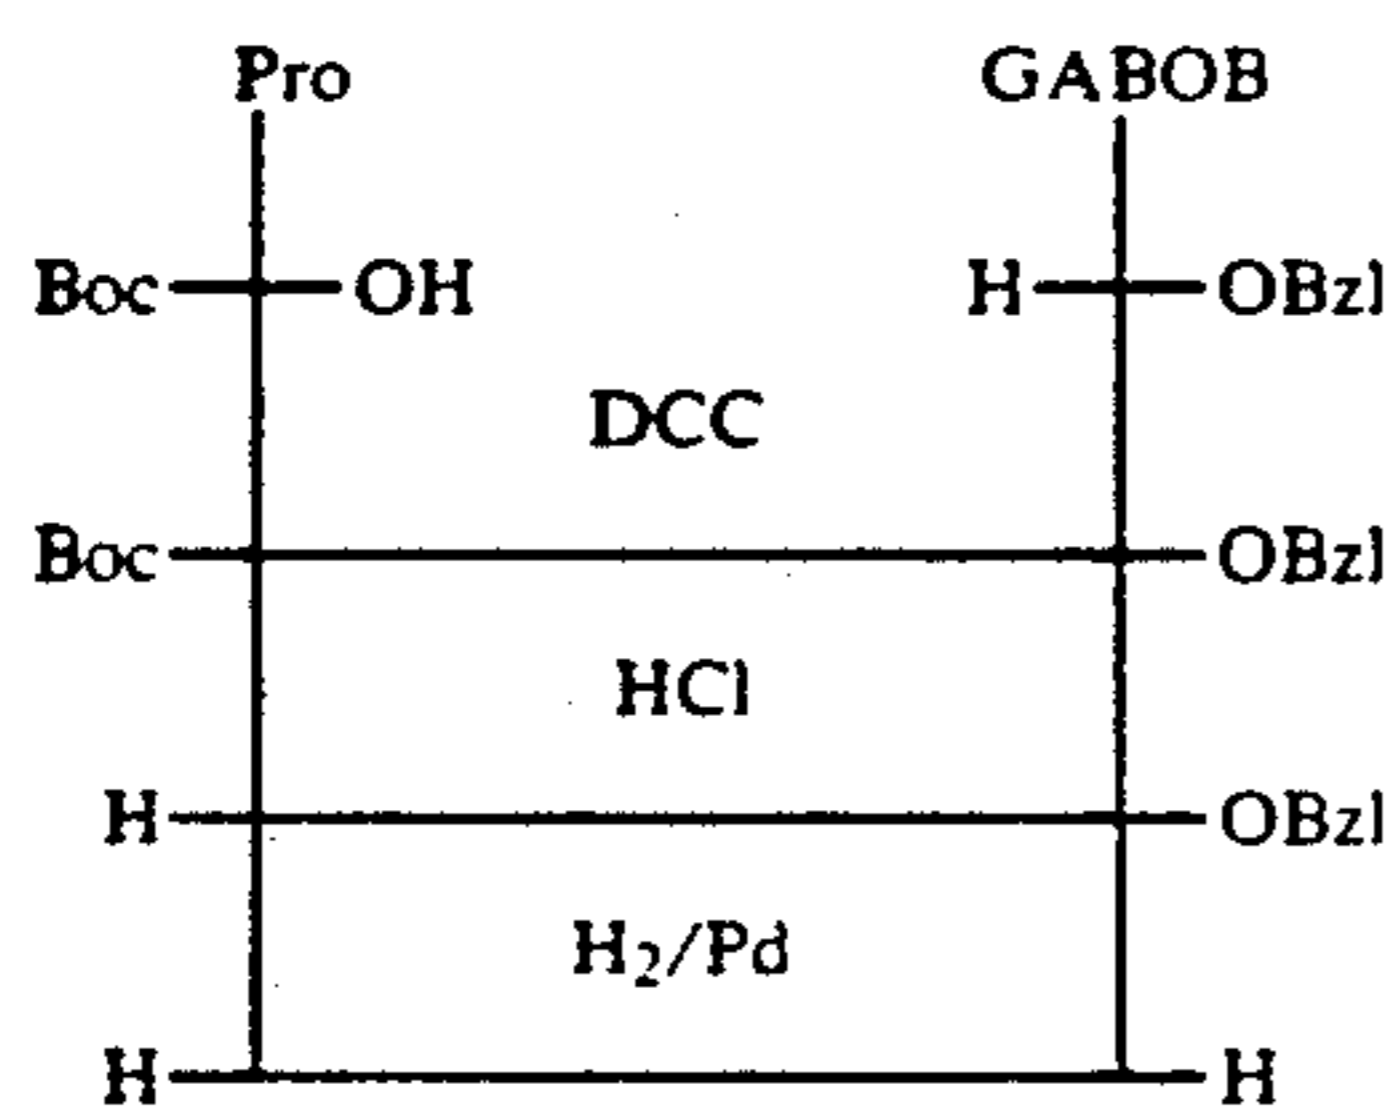 Pro GABOB
Boc OH H OBzl
DCC
Boc OBzl
HCl
H OBzl
H₂/Pd
H H